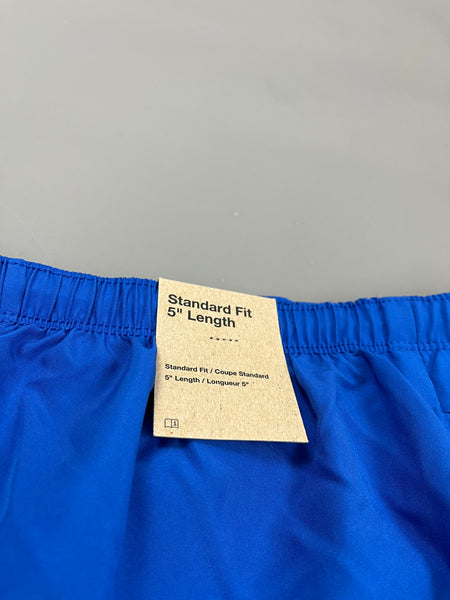 Standard Fit
5" Length
Standard Fit / Coupe Standard
5" Length / Longueur 5"